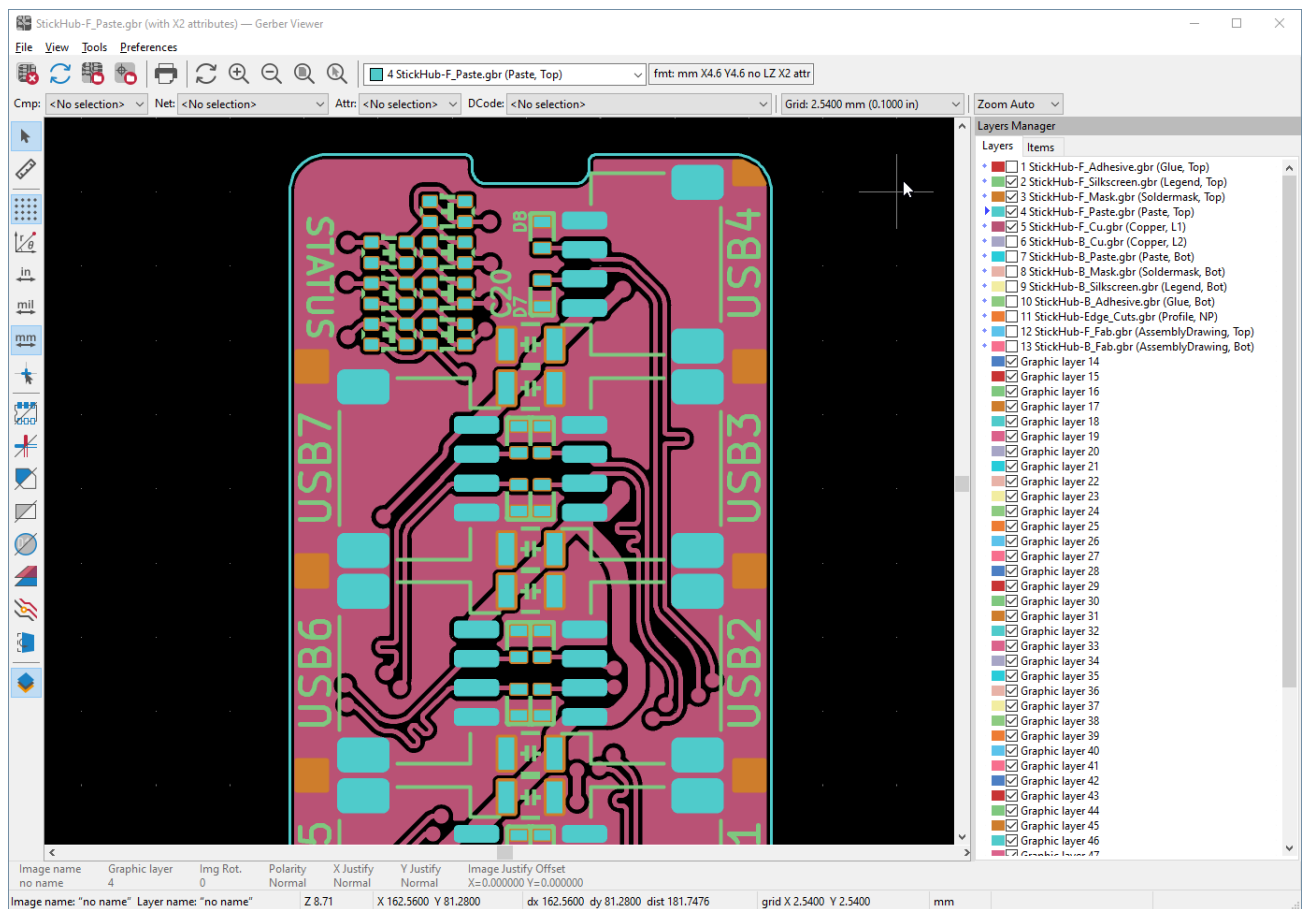 StickHub-F_Paste.gbr (with X2 attributes) — Gerber Viewer
File View Tools Preferences
4 StickHub-F_Paste.gbr (Paste, Top) fmt: mm X4.6 Y4.6 no LZ X2 attr
Cmp: <No selection> Net: <No selection> Attr: <No selection> DCode: <No selection> Grid: 2.5400 mm (0.1000 in) Zoom Auto
r/θ
in
mil
mm
STATUS
D8
C20
D7
USB4
USB7
USB3
USB6
USB2
5
1
Layers Manager
Layers Items
1 StickHub-F_Adhesive.gbr (Glue, Top)
2 StickHub-F_Silkscreen.gbr (Legend, Top)
3 StickHub-F_Mask.gbr (Soldermask, Top)
4 StickHub-F_Paste.gbr (Paste, Top)
5 StickHub-F_Cu.gbr (Copper, L1)
6 StickHub-B_Cu.gbr (Copper, L2)
7 StickHub-B_Paste.gbr (Paste, Bot)
8 StickHub-B_Mask.gbr (Soldermask, Bot)
9 StickHub-B_Silkscreen.gbr (Legend, Bot)
10 StickHub-B_Adhesive.gbr (Glue, Bot)
11 StickHub-Edge_Cuts.gbr (Profile, NP)
12 StickHub-F_Fab.gbr (AssemblyDrawing, Top)
13 StickHub-B_Fab.gbr (AssemblyDrawing, Bot)
Graphic layer 14
Graphic layer 15
Graphic layer 16
Graphic layer 17
Graphic layer 18
Graphic layer 19
Graphic layer 20
Graphic layer 21
Graphic layer 22
Graphic layer 23
Graphic layer 24
Graphic layer 25
Graphic layer 26
Graphic layer 27
Graphic layer 28
Graphic layer 29
Graphic layer 30
Graphic layer 31
Graphic layer 32
Graphic layer 33
Graphic layer 34
Graphic layer 35
Graphic layer 36
Graphic layer 37
Graphic layer 38
Graphic layer 39
Graphic layer 40
Graphic layer 41
Graphic layer 42
Graphic layer 43
Graphic layer 44
Graphic layer 45
Graphic layer 46
Graphic layer 47
Image name Graphic layer Img Rot. Polarity X Justify Y Justify Image Justify Offset
no name 4 0 Normal Normal Normal X=0.000000 Y=0.000000
Image name: "no name" Layer name: "no name" Z 8.71 X 162.5600 Y 81.2800 dx 162.5600 dy 81.2800 dist 181.7476 grid X 2.5400 Y 2.5400 mm